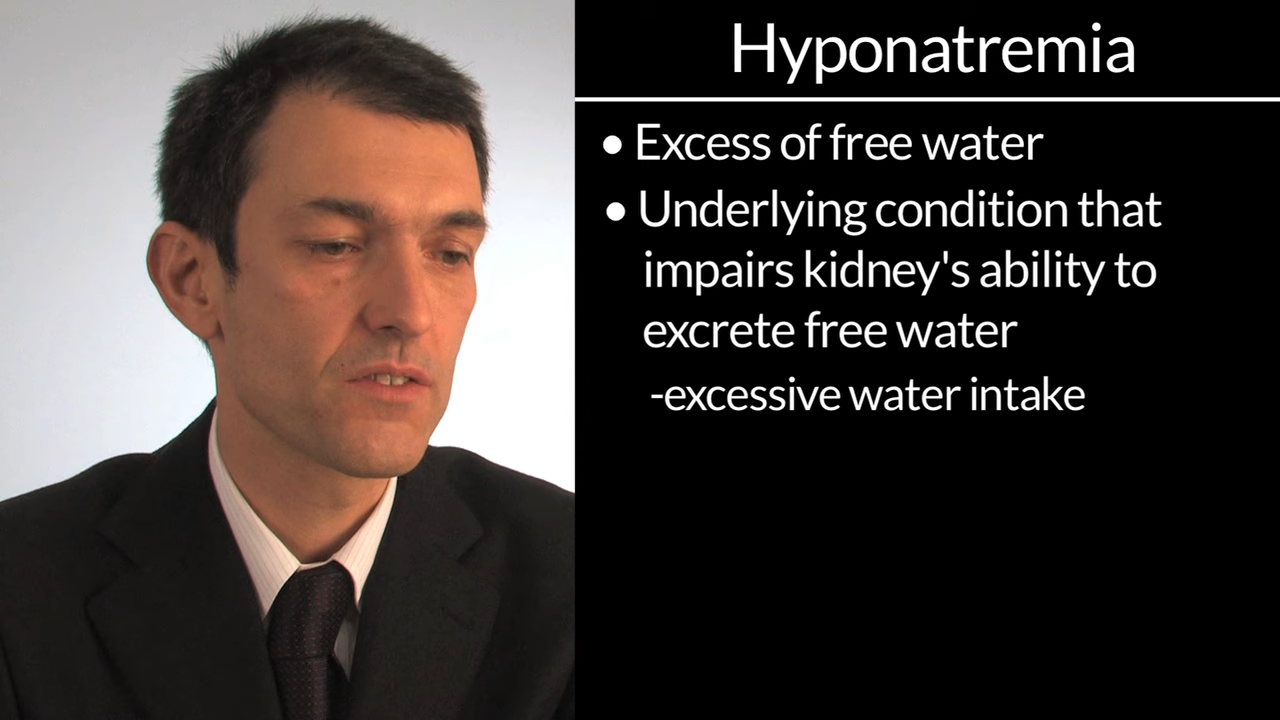 Hyponatremia
• Excess of free water
• Underlying condition that
impairs kidney's ability to
excrete free water
-excessive water intake